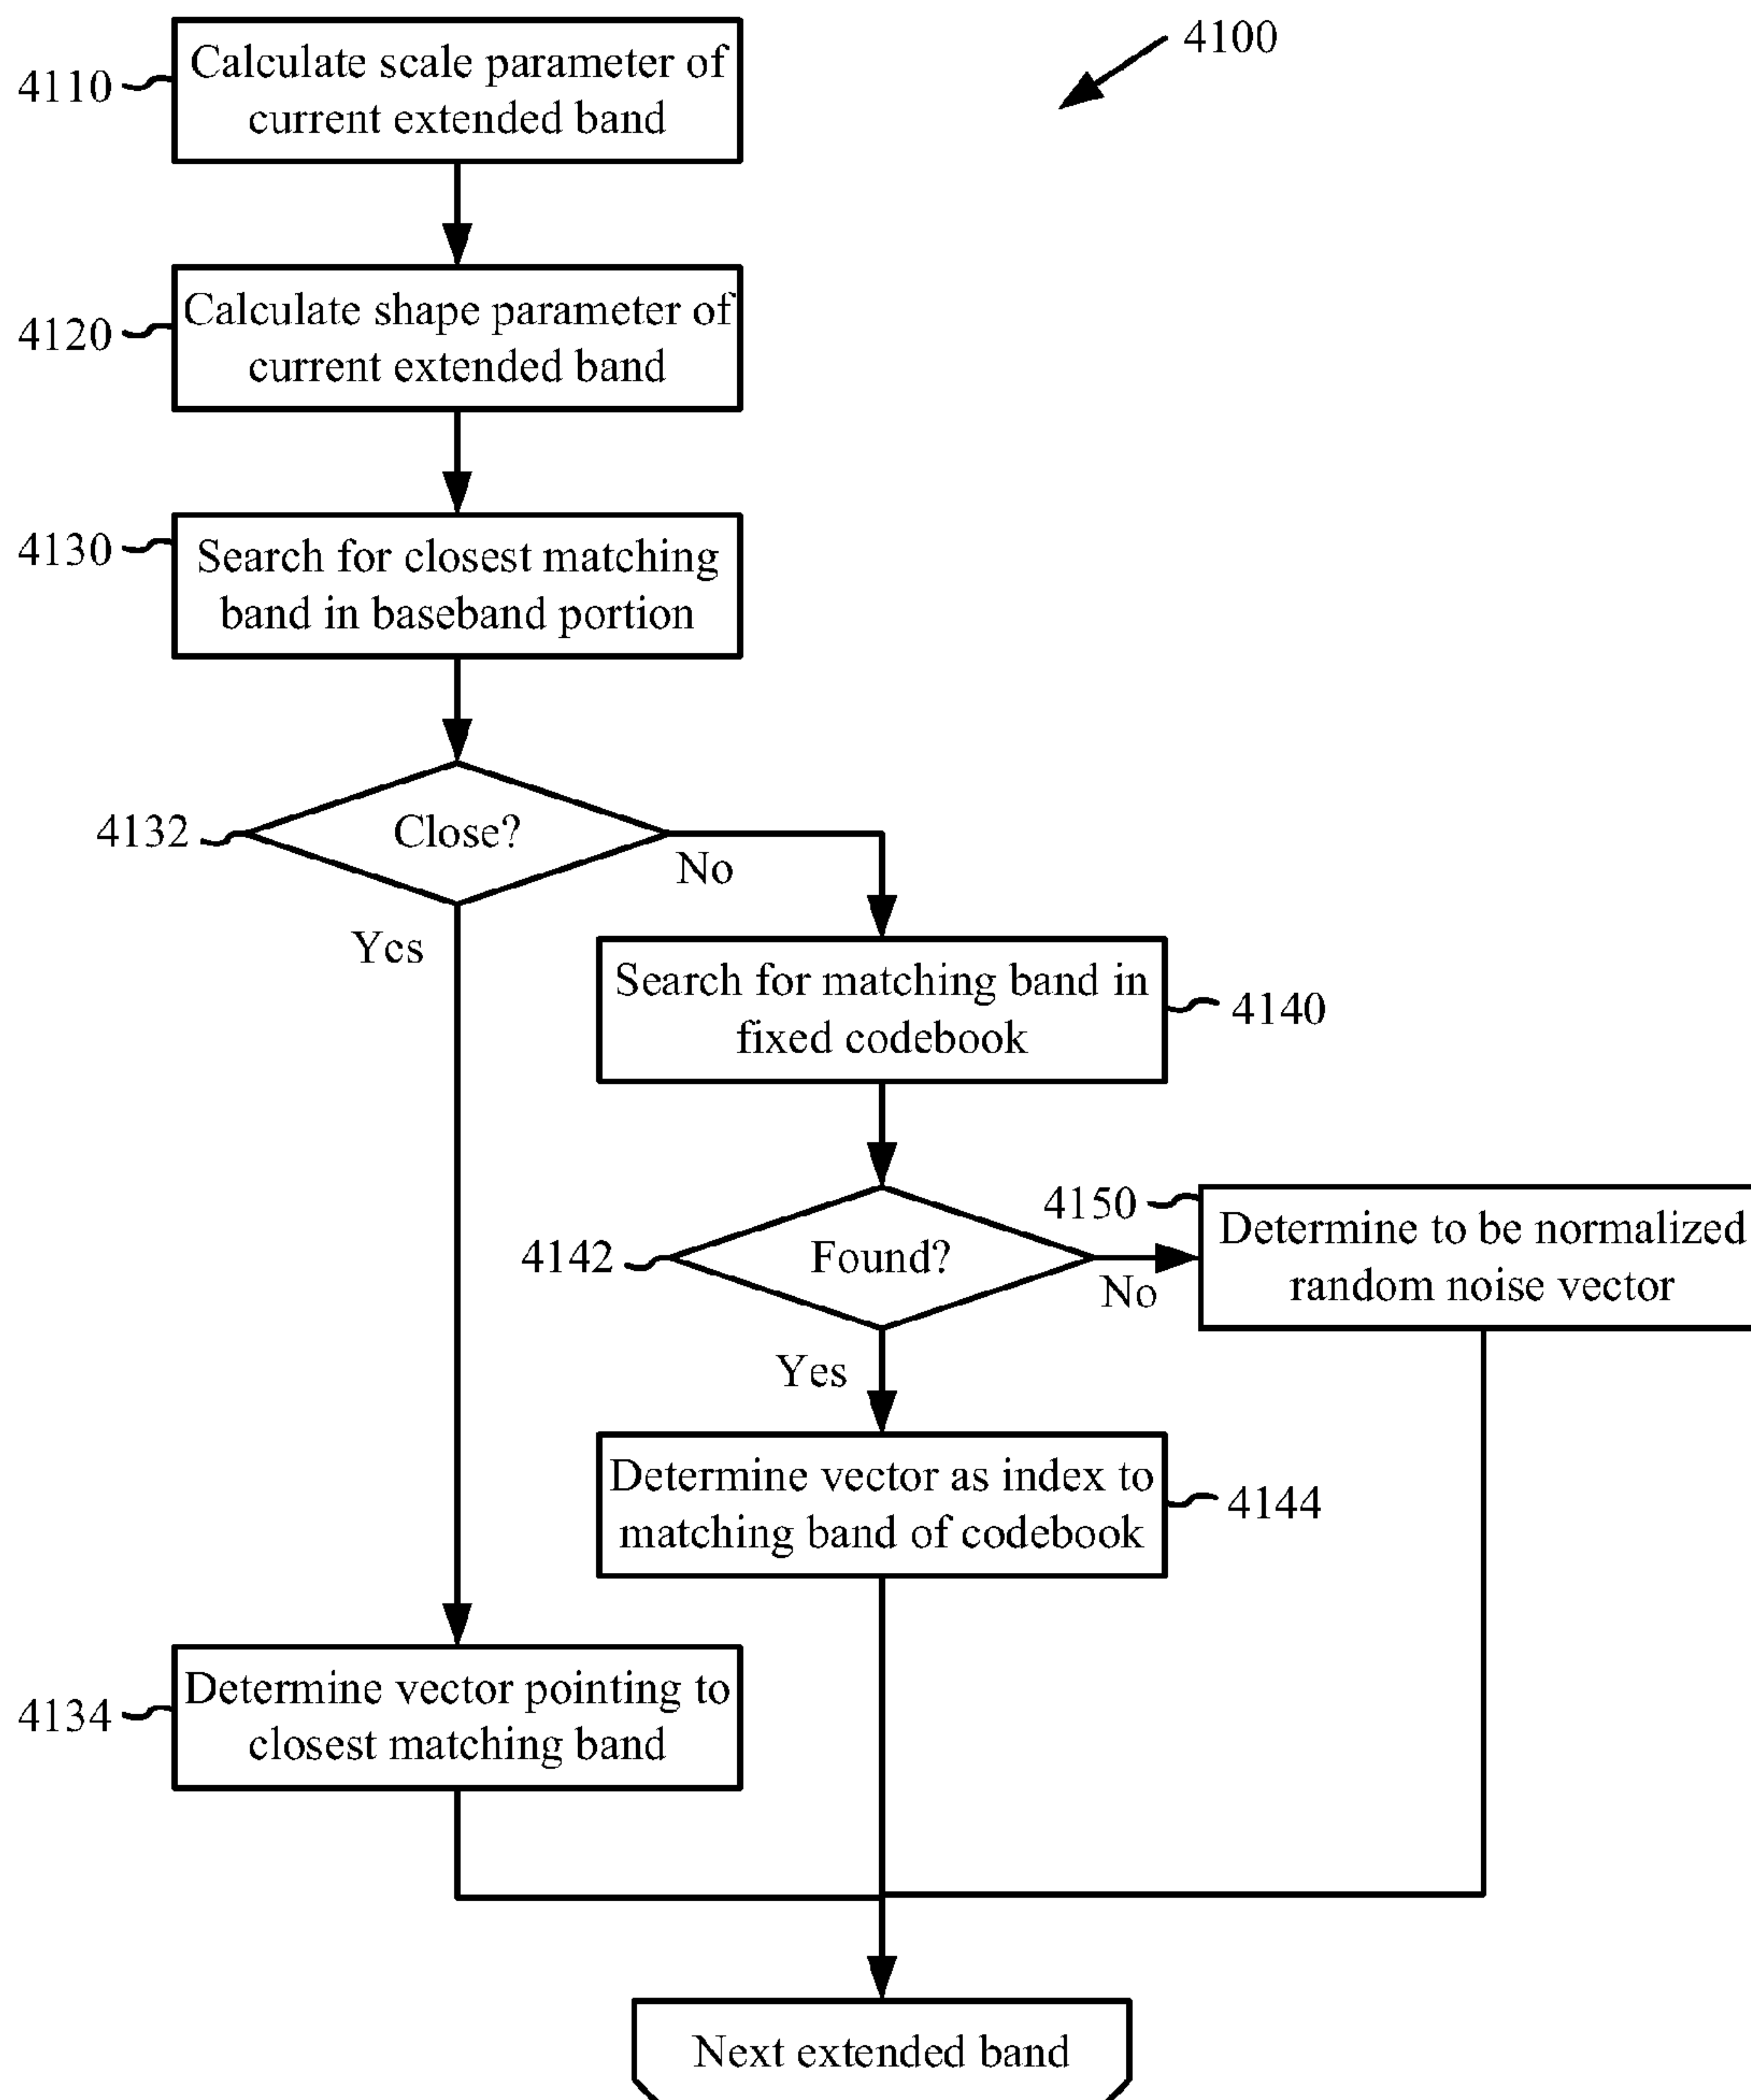 4100
4110
Calculate scale parameter of
current extended band
4120
Calculate shape parameter of
current extended band
4130
Search for closest matching
band in baseband portion
4132
Close?
No
Yes
Search for matching band in
fixed codebook
4140
4142
Found?
No
4150
Determine to be normalized
random noise vector
Yes
Determine vector as index to
matching band of codebook
4144
4134
Determine vector pointing to
closest matching band
Next extended band